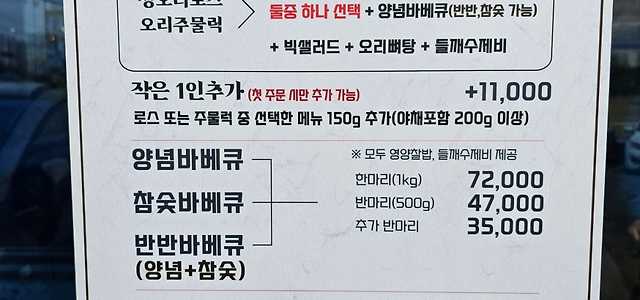 둘중 하나 선택 + 양념바베큐(반반,참숯 가능)
오리주물럭
+ 빅샐러드 + 오리뼈탕 + 들깨수제비
작은 1인추가 (첫 주문 시만 추가 가능) +11,000
로스 또는 주물럭 중 선택한 메뉴 150g 추가(야채포함 200g 이상)
양념바베큐
참숯바베큐
반반바베큐
(양념+참숯)
※ 모두 영양찰밥, 들깨수제비 제공
한마리(1kg) 72,000
반마리(500g) 47,000
추가 반마리 35,000